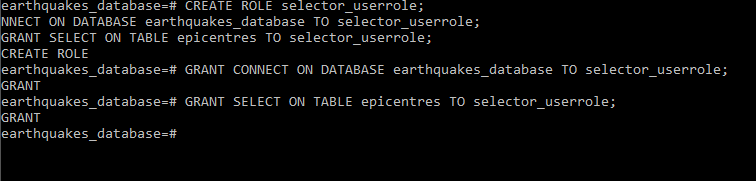 earthquakes_database=# CREATE ROLE selector_userrole;
NNECT ON DATABASE earthquakes_database TO selector_userrole;
GRANT SELECT ON TABLE epicentres TO selector_userrole;
CREATE ROLE
earthquakes_database=# GRANT CONNECT ON DATABASE earthquakes_database TO selector_userrole;
GRANT
earthquakes_database=# GRANT SELECT ON TABLE epicentres TO selector_userrole;
GRANT
earthquakes_database=#